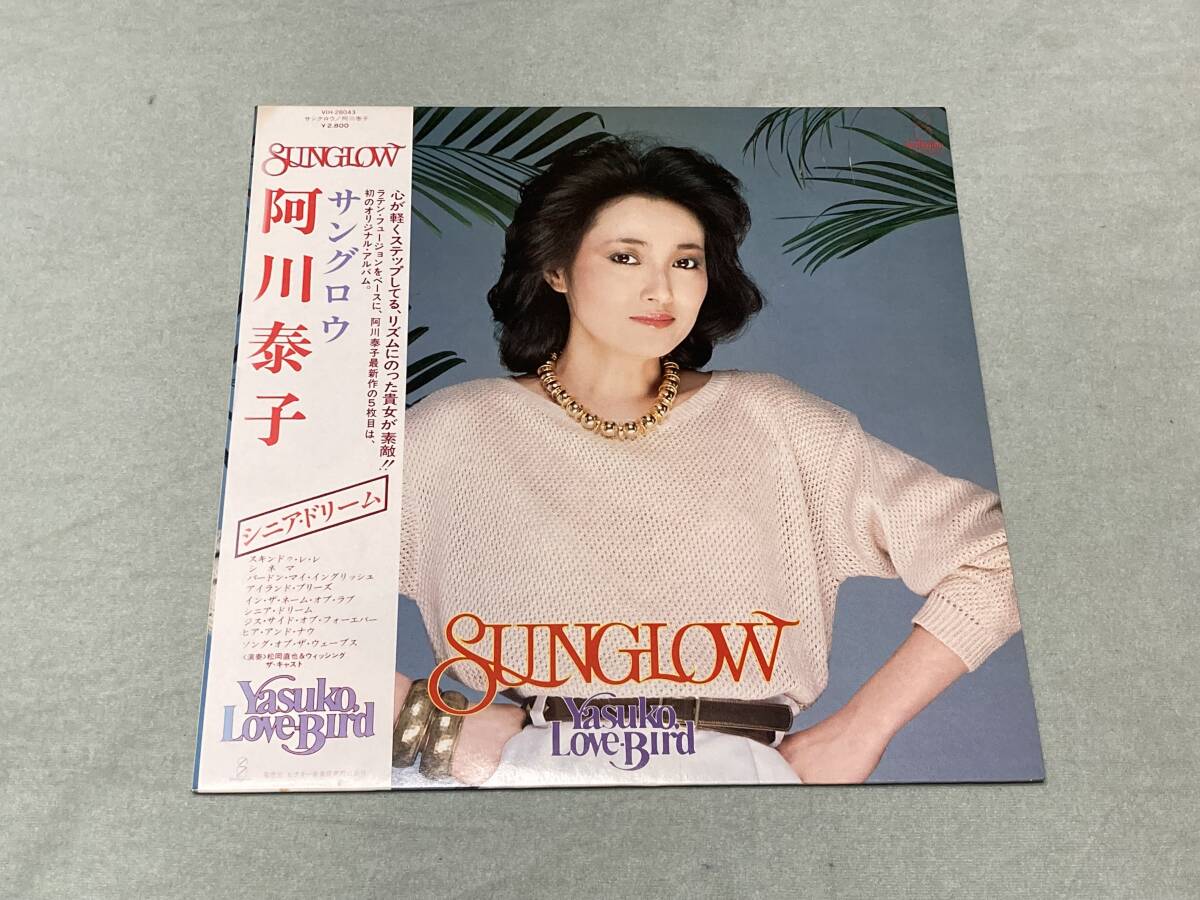 VIH-28043
サングロウ/阿川泰子
¥2,800
SUNGLOW
サングロウ
阿川泰子
心が軽くステップしてる、リズムにのった貴女が素敵!!
ラテン・フュージョンをベースに、阿川泰子最新作の5枚目は、
初のオリジナル・アルバム。
シニア・ドリーム
スキンドゥ・レ・レ
シネマ
パードン・マイ・イングリッシュ
アイランド・ブリーズ
イン・ザ・ネーム・オブ・ラブ
シニア・ドリーム
ジス・サイド・オブ・フォーエバー
ヒア・アンド・ナウ
ソング・オブ・ザ・ウェーブス
〈演奏〉松岡直也&ウィッシング
ザ・キャスト
Yasuko,
Love-Bird
SUNGLOW
Yasuko,
Love-Bird